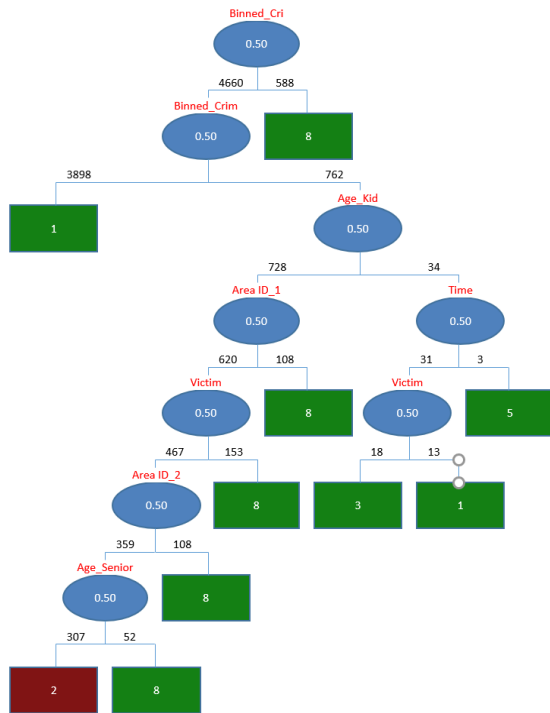 Binned_Cri
0.50
4660 588
Binned_Crim
0.50
8
3898 762
1
Age_Kid
0.50
728 34
Area ID_1 Time
0.50 0.50
620 108 31 3
Victim Victim
0.50 8 0.50 5
467 153 18 13
Area ID_2
0.50 8 3 1
359 108
Age_Senior
0.50 8
307 52
2 8